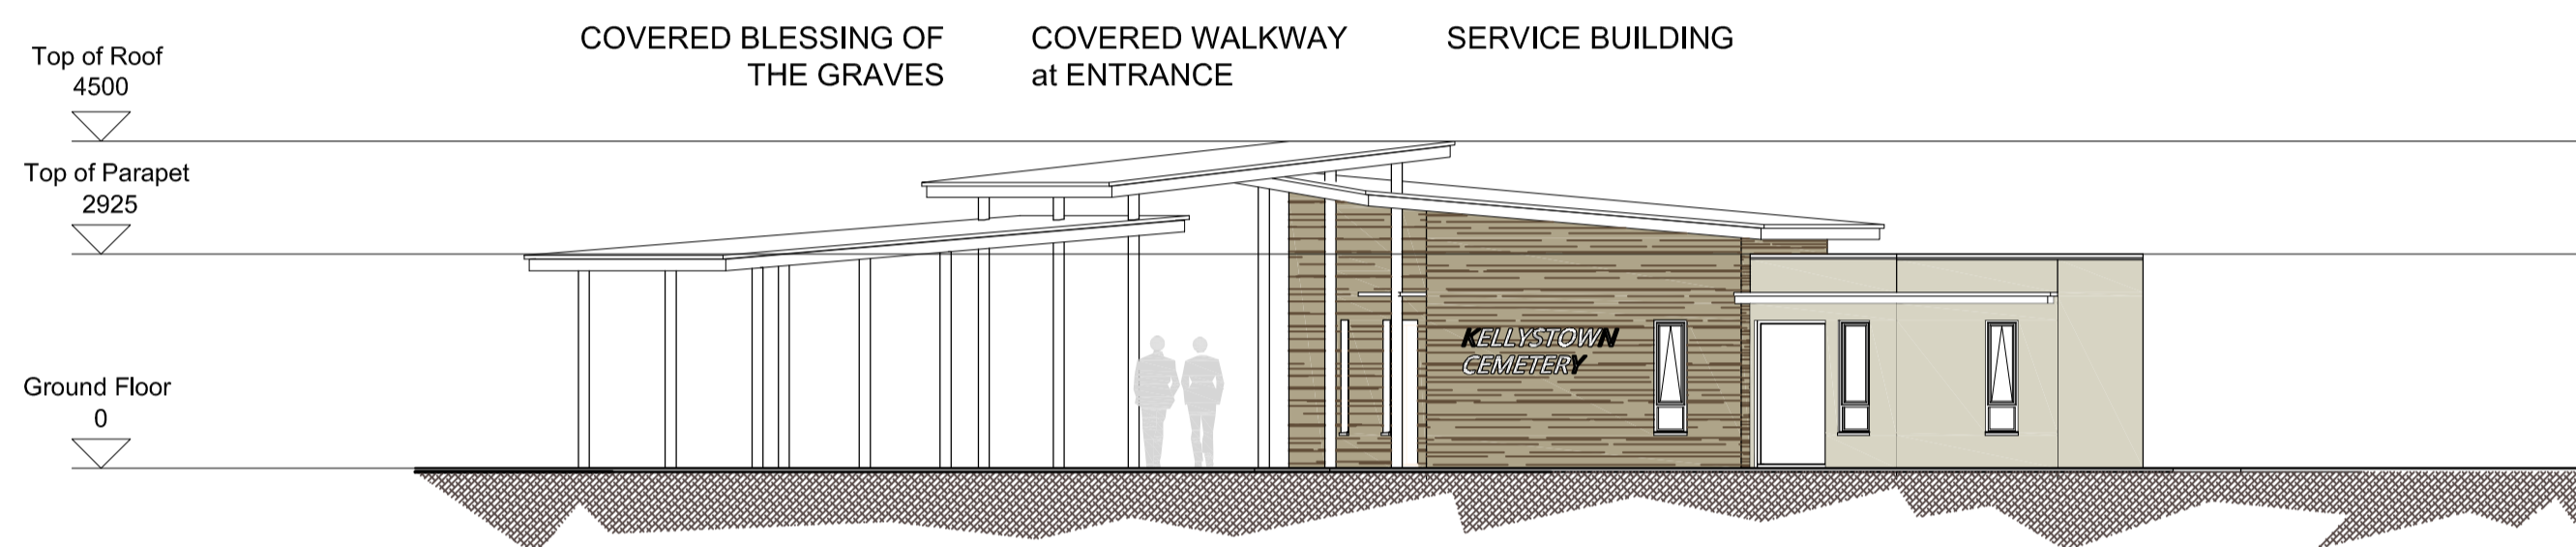 COVERED BLESSING OF
THE GRAVES
COVERED WALKWAY
at ENTRANCE
SERVICE BUILDING
Top of Roof
4500
Top of Parapet
2925
Ground Floor
0
KELLYSTOWN
CEMETERY